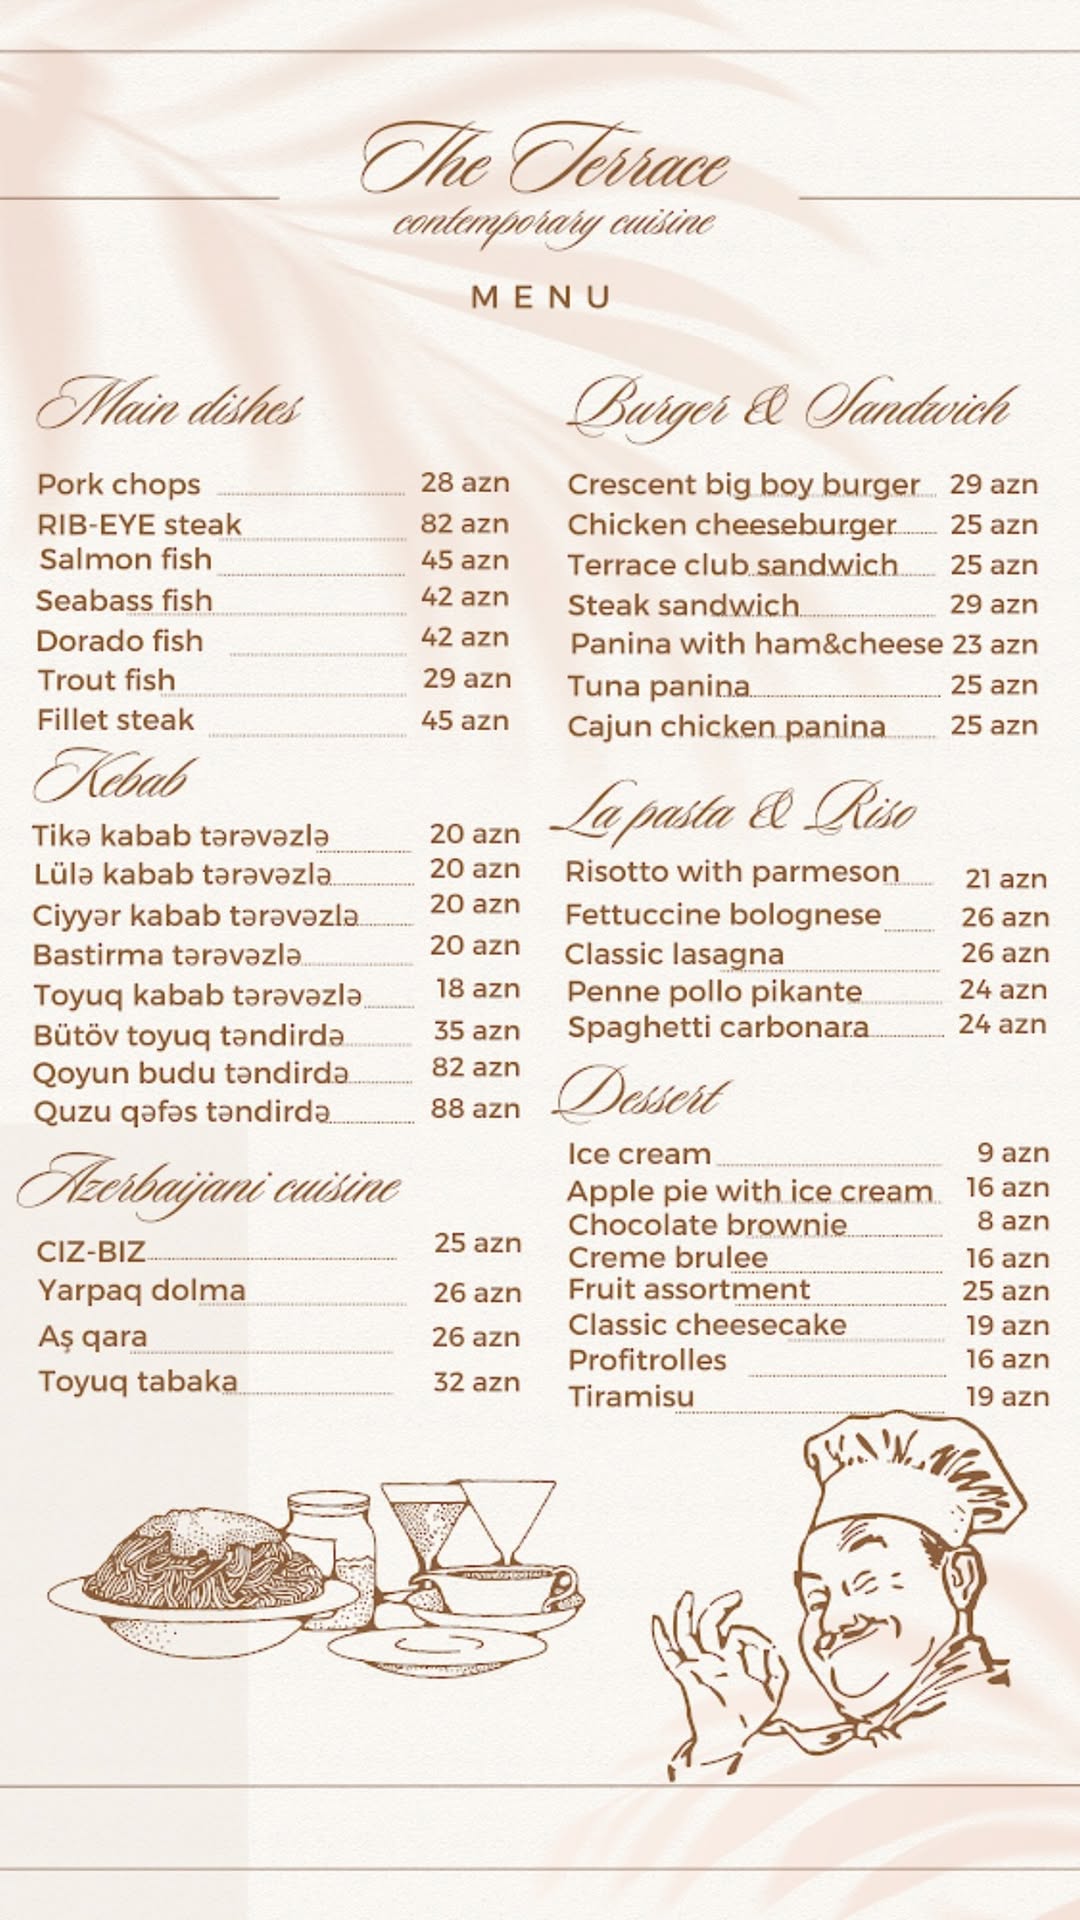 The Terrace
contemporary cuisine
MENU
Main dishes
Pork chops 28 azn
RIB-EYE steak 82 azn
Salmon fish 45 azn
Seabass fish 42 azn
Dorado fish 42 azn
Trout fish 29 azn
Fillet steak 45 azn
Kebab
Tikə kabab tərəvəzlə 20 azn
Lülə kabab tərəvəzlə 20 azn
Ciyyər kabab tərəvəzlə 20 azn
Bastirma tərəvəzlə 20 azn
Toyuq kabab tərəvəzlə 18 azn
Bütöv toyuq təndirdə 35 azn
Qoyun budu təndirdə 82 azn
Quzu qəfəs təndirdə 88 azn
Azerbaijani cuisine
CIZ-BIZ 25 azn
Yarpaq dolma 26 azn
Aş qara 26 azn
Toyuq tabaka 32 azn
Burger & Sandwich
Crescent big boy burger 29 azn
Chicken cheeseburger 25 azn
Terrace club sandwich 25 azn
Steak sandwich 29 azn
Panina with ham&cheese 23 azn
Tuna panina 25 azn
Cajun chicken panina 25 azn
La pasta & Riso
Risotto with parmeson 21 azn
Fettuccine bolognese 26 azn
Classic lasagna 26 azn
Penne pollo pikante 24 azn
Spaghetti carbonara 24 azn
Dessert
Ice cream 9 azn
Apple pie with ice cream 16 azn
Chocolate brownie 8 azn
Creme brulee 16 azn
Fruit assortment 25 azn
Classic cheesecake 19 azn
Profitrolles 16 azn
Tiramisu 19 azn